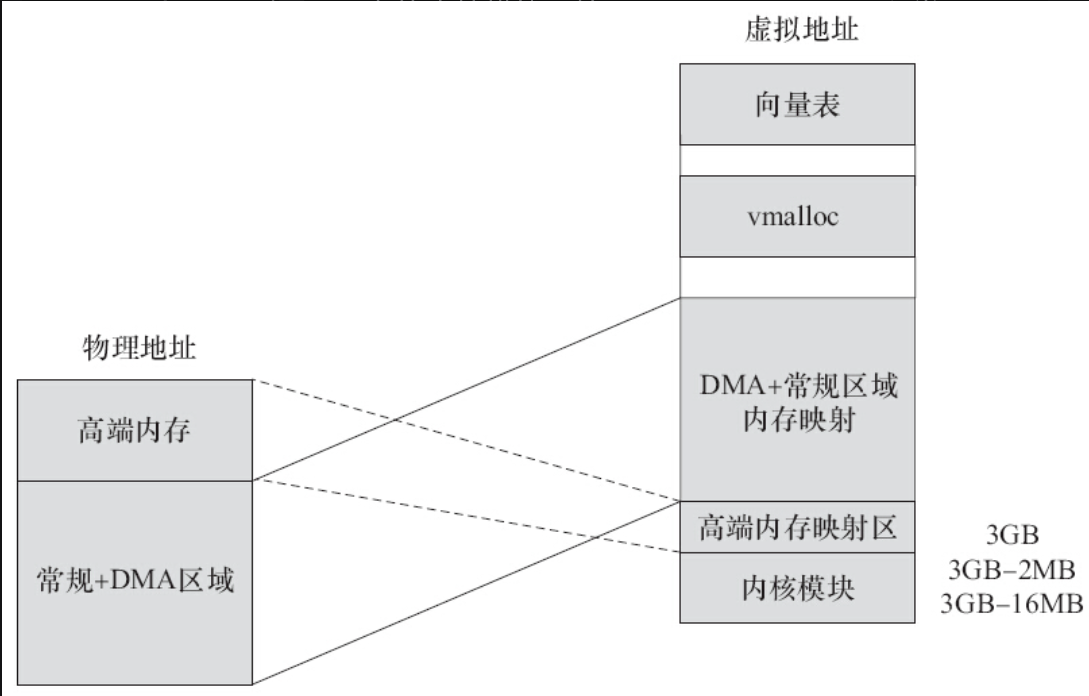 虚拟地址
向量表
vmalloc
物理地址
高端内存
常规+DMA区域
DMA+常规区域
内存映射
高端内存映射区
内核模块
3GB
3GB–2MB
3GB–16MB